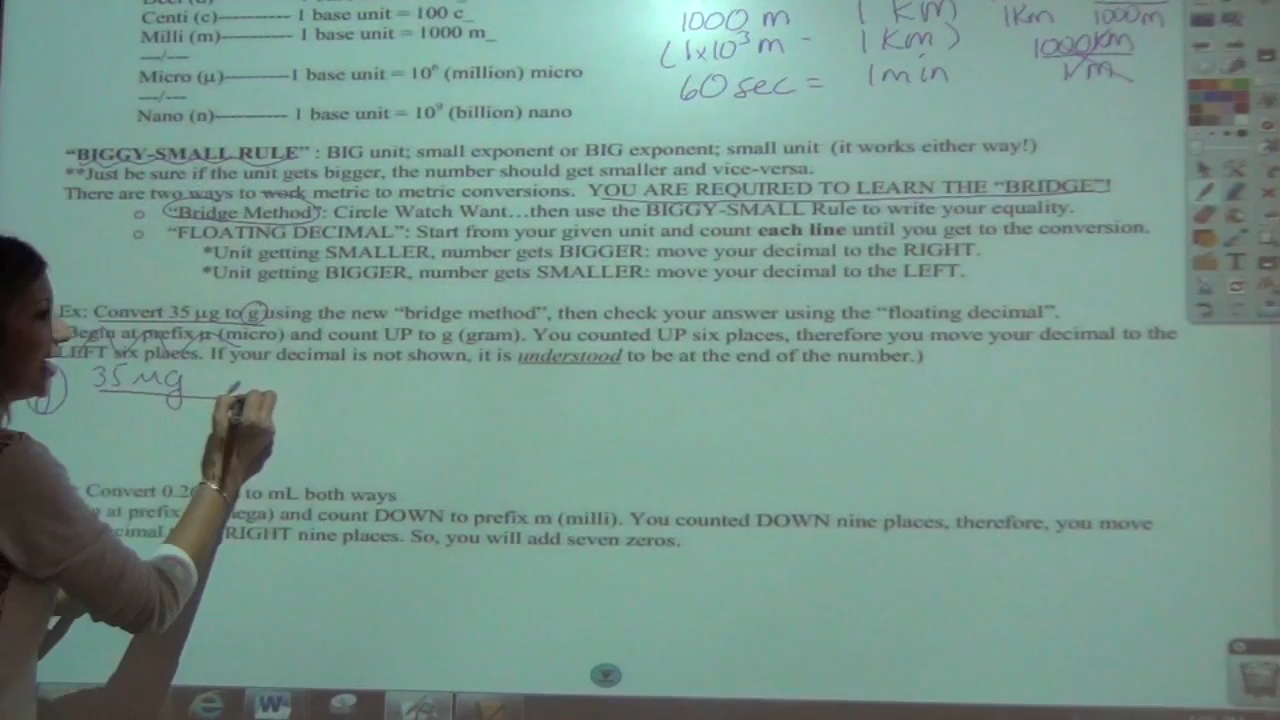 Centi (c)---------- 1 base unit = 100 c_
Milli (m)---------- 1 base unit = 1000 m_
---/---
Micro (μ)----------1 base unit = 10⁶ (million) micro
---/---
Nano (n)---------- 1 base unit = 10⁹ (billion) nano
1000 m 1 Km
(1x10³ m - 1 Km)
60 sec = 1 min
1Km 1000m
1000Km
1m
"BIGGY-SMALL RULE" : BIG unit; small exponent or BIG exponent; small unit (it works either way!)
**Just be sure if the unit gets bigger, the number should get smaller and vice-versa.
There are two ways to work metric to metric conversions. YOU ARE REQUIRED TO LEARN THE "BRIDGE"!
o "Bridge Method": Circle Watch Want…then use the BIGGY-SMALL Rule to write your equality.
o "FLOATING DECIMAL": Start from your given unit and count each line until you get to the conversion.
*Unit getting SMALLER, number gets BIGGER: move your decimal to the RIGHT.
*Unit getting BIGGER, number gets SMALLER: move your decimal to the LEFT.
Ex: Convert 35 μg to g using the new "bridge method", then check your answer using the "floating decimal".
Begin at prefix μ (micro) and count UP to g (gram). You counted UP six places, therefore you move your decimal to the
LEFT six places. If your decimal is not shown, it is understood to be at the end of the number.)
35 μg
Convert 0.2 to mL both ways
at prefix ega) and count DOWN to prefix m (milli). You counted DOWN nine places, therefore, you move
cimal RIGHT nine places. So, you will add seven zeros.